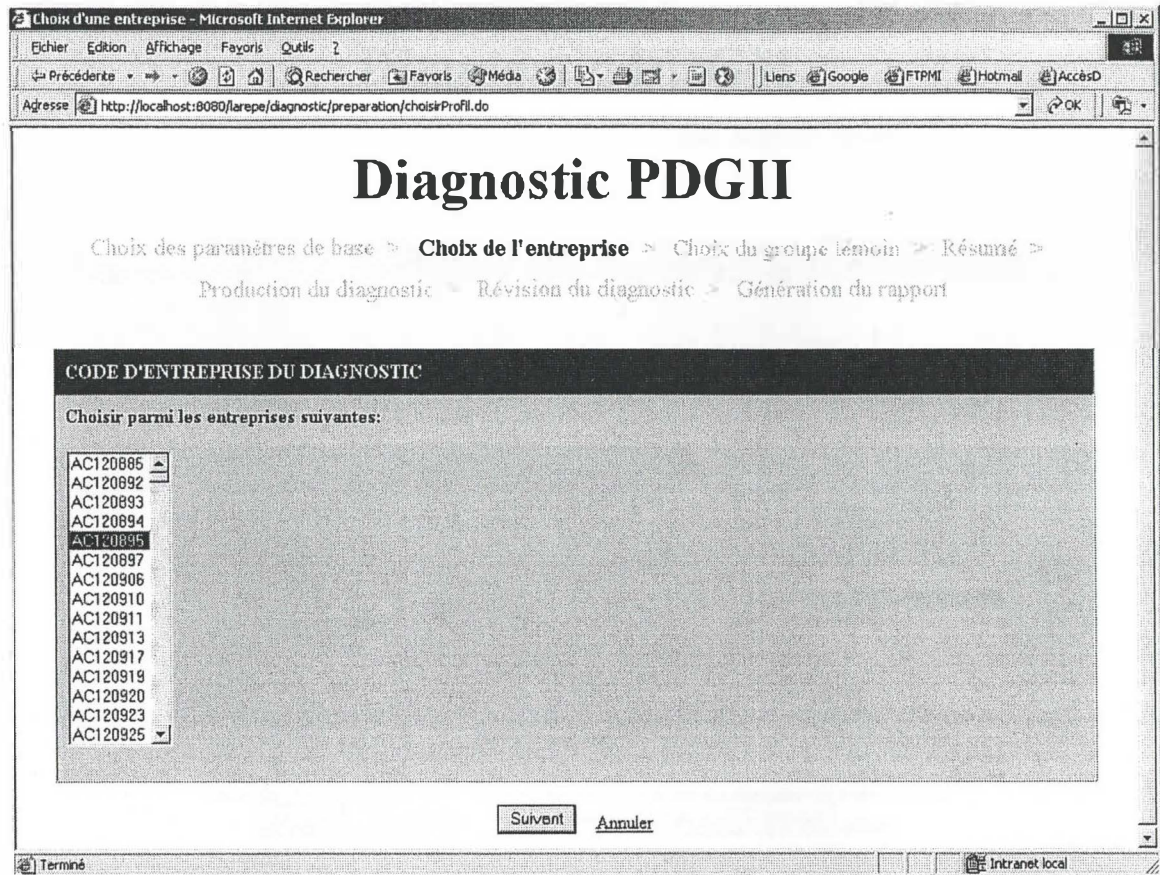 Choix d'une entreprise - Microsoft Internet Explorer
Fichier Edition Affichage Favoris Outils ?
Précédente Rechercher Favoris Média Liens Google FTPMI Hotmail AccèsD
Adresse http://localhost:8080/larepe/diagnostic/preparation/choisirProfil.do OK
Diagnostic PDGII
Choix des paramètres de base > Choix de l'entreprise > Choix du groupe témoin > Résumé >
Production du diagnostic > Révision du diagnostic > Génération du rapport
CODE D'ENTREPRISE DU DIAGNOSTIC
Choisir parmi les entreprises suivantes:
AC120885
AC120892
AC120893
AC120894
AC120895
AC120897
AC120906
AC120910
AC120911
AC120913
AC120917
AC120919
AC120920
AC120923
AC120925
Suivant Annuler
Terminé Intranet local